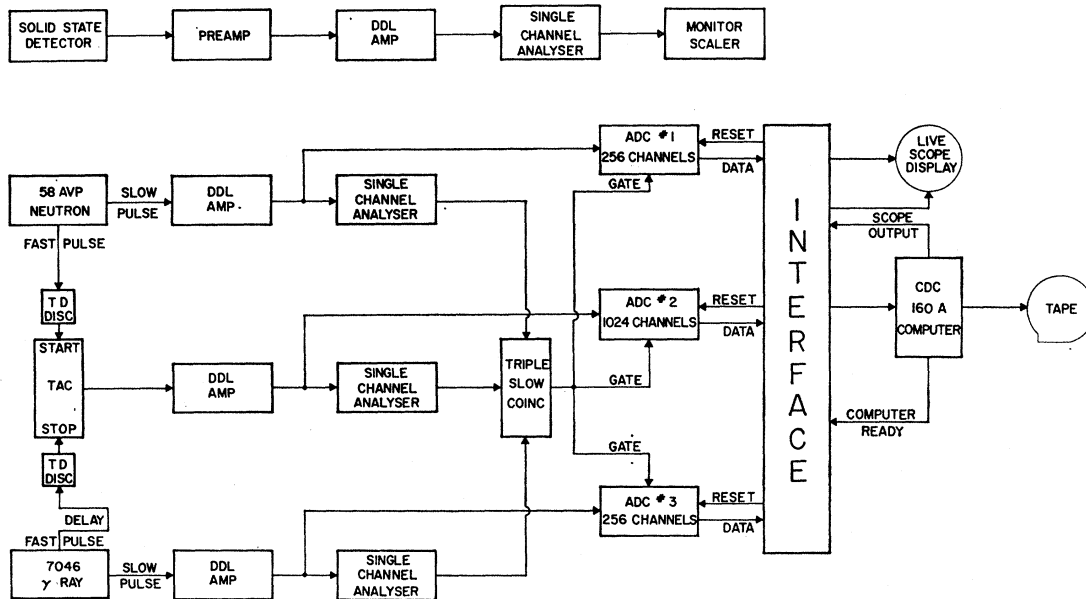 SOLID STATE
DETECTOR
PREAMP
DDL
AMP
SINGLE
CHANNEL
ANALYSER
MONITOR
SCALER
58 AVP
NEUTRON
SLOW
PULSE
DDL
AMP
SINGLE
CHANNEL
ANALYSER
ADC #1
256 CHANNELS
RESET
DATA
GATE
LIVE
SCOPE
DISPLAY
FAST PULSE
SCOPE
OUTPUT
TD
DISC
START
TAC
STOP
DDL
AMP
SINGLE
CHANNEL
ANALYSER
TRIPLE
SLOW
COINC
ADC #2
1024 CHANNELS
RESET
DATA
GATE
INTERFACE
CDC
160 A
COMPUTER
TAPE
COMPUTER
READY
TD
DISC
DELAY
FAST PULSE
7046
γ RAY
SLOW
PULSE
DDL
AMP
SINGLE
CHANNEL
ANALYSER
GATE
ADC #3
256 CHANNELS
RESET
DATA